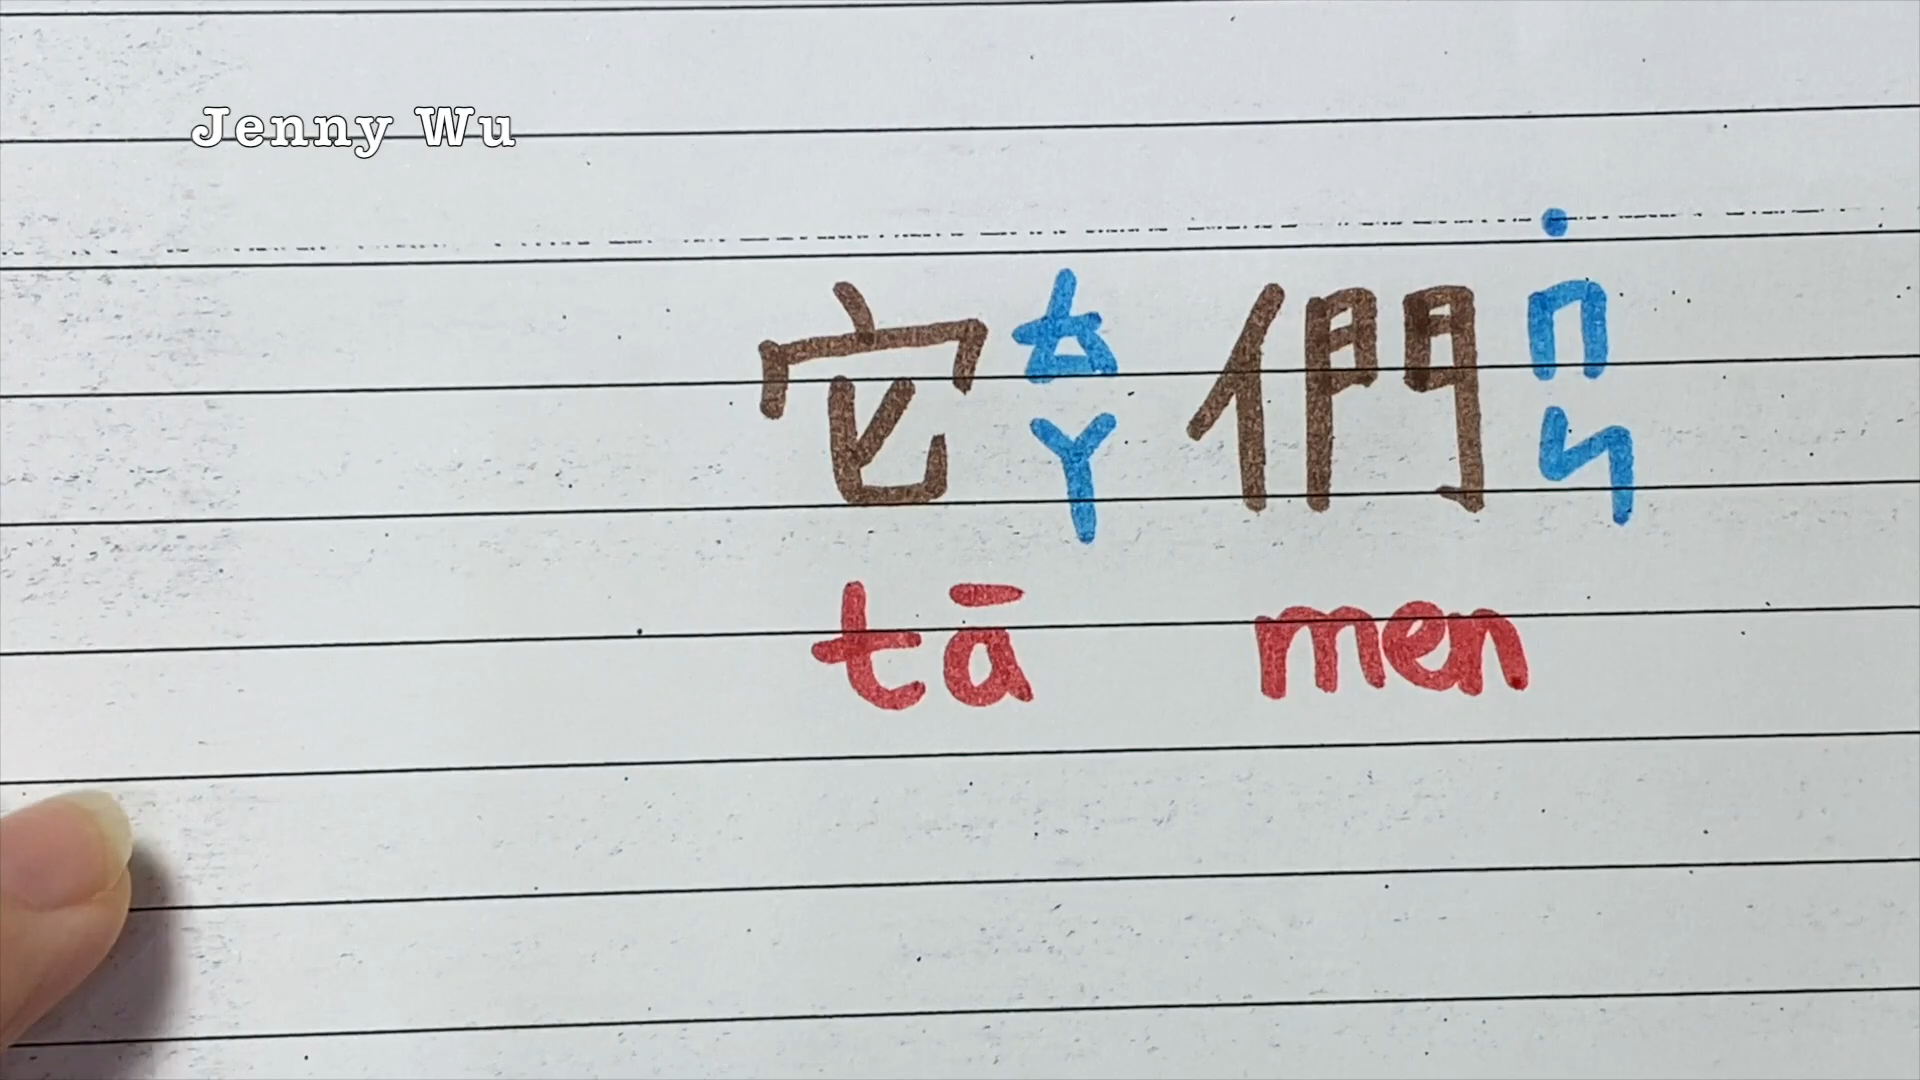 Jenny Wu
它ㄊㄚ們˙ㄇㄣ
tā men